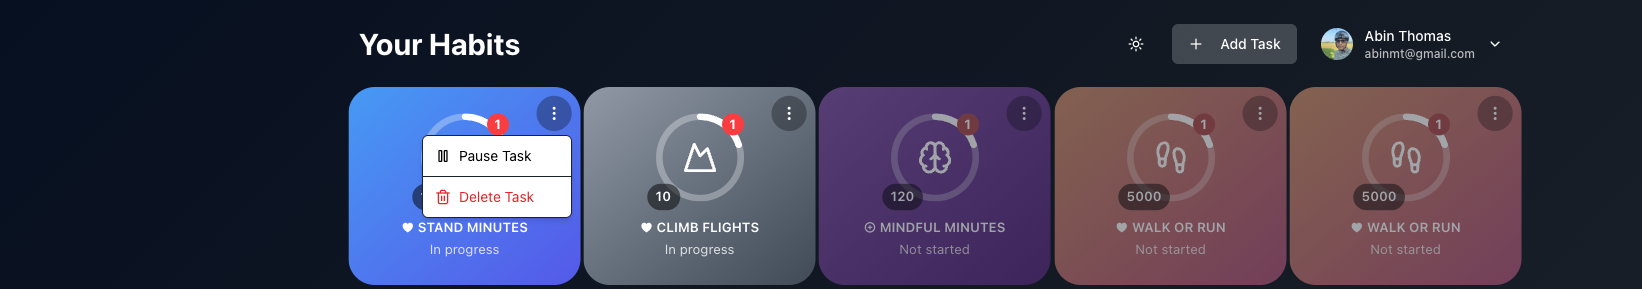 Your Habits
Add Task
Abin Thomas
abinmt@gmail.com
1
Pause Task
Delete Task
STAND MINUTES
In progress
1
10
CLIMB FLIGHTS
In progress
1
120
MINDFUL MINUTES
Not started
1
5000
WALK OR RUN
Not started
1
5000
WALK OR RUN
Not started